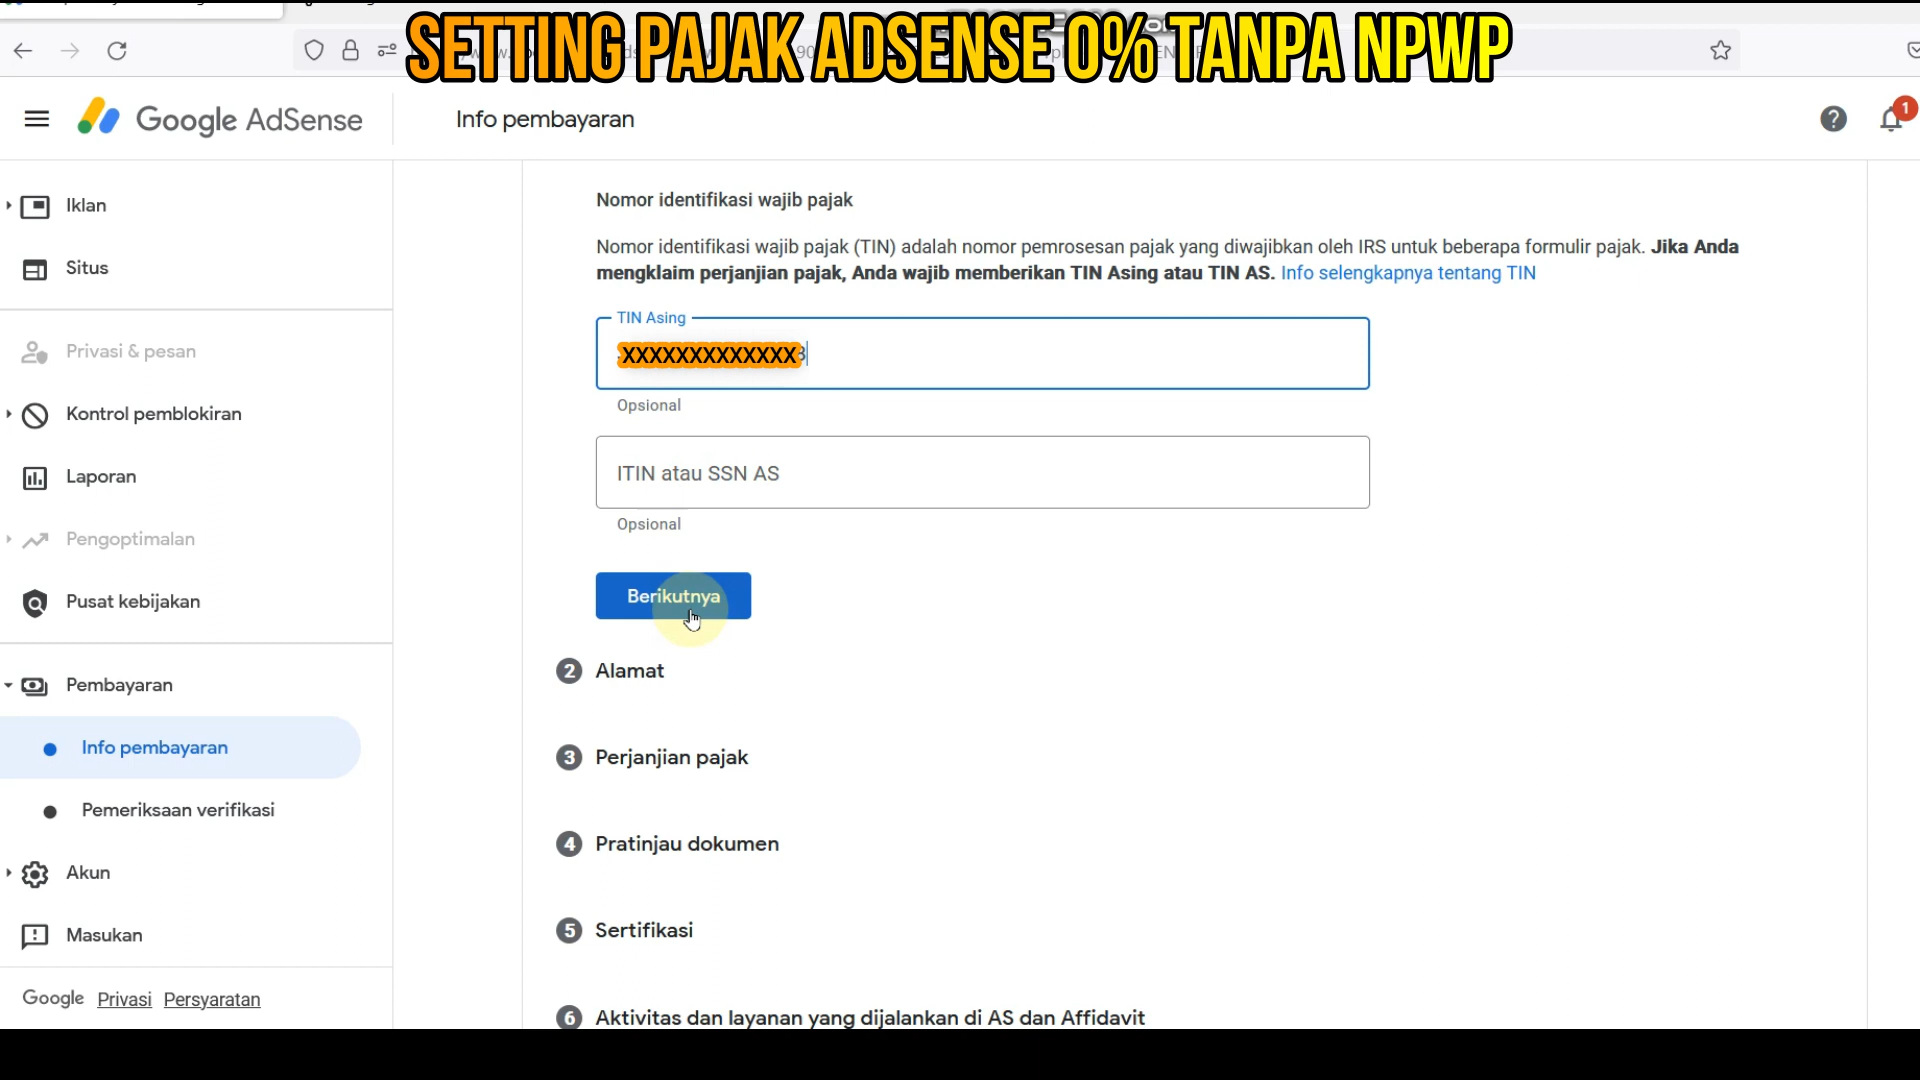 SETTING PAJAK ADSENSE 0% TANPA NPWP
Google AdSense
Info pembayaran
1
Iklan
Situs
Privasi & pesan
Kontrol pemblokiran
Laporan
Pengoptimalan
Pusat kebijakan
Pembayaran
Info pembayaran
Pemeriksaan verifikasi
Akun
Masukan
Google Privasi Persyaratan
Nomor identifikasi wajib pajak
Nomor identifikasi wajib pajak (TIN) adalah nomor pemrosesan pajak yang diwajibkan oleh IRS untuk beberapa formulir pajak. Jika Anda
mengklaim perjanjian pajak, Anda wajib memberikan TIN Asing atau TIN AS. Info selengkapnya tentang TIN
TIN Asing
XXXXXXXXXXXXX
Opsional
ITIN atau SSN AS
Opsional
Berikutnya
2 Alamat
3 Perjanjian pajak
4 Pratinjau dokumen
5 Sertifikasi
6 Aktivitas dan layanan yang dijalankan di AS dan Affidavit